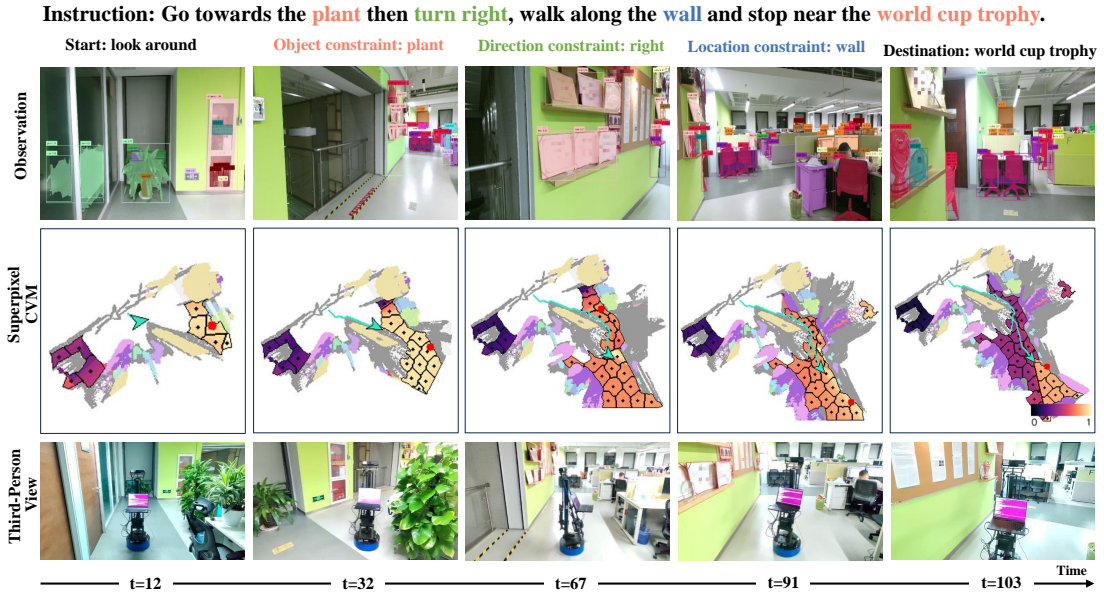 Instruction: Go towards the plant then turn right, walk along the wall and stop near the world cup trophy.
Start: look around
Object constraint: plant
Direction constraint: right
Location constraint: wall
Destination: world cup trophy
Observation
Superpixel
CVM
0 1
Third-Person
View
t=12
t=32
t=67
t=91
t=103
Time